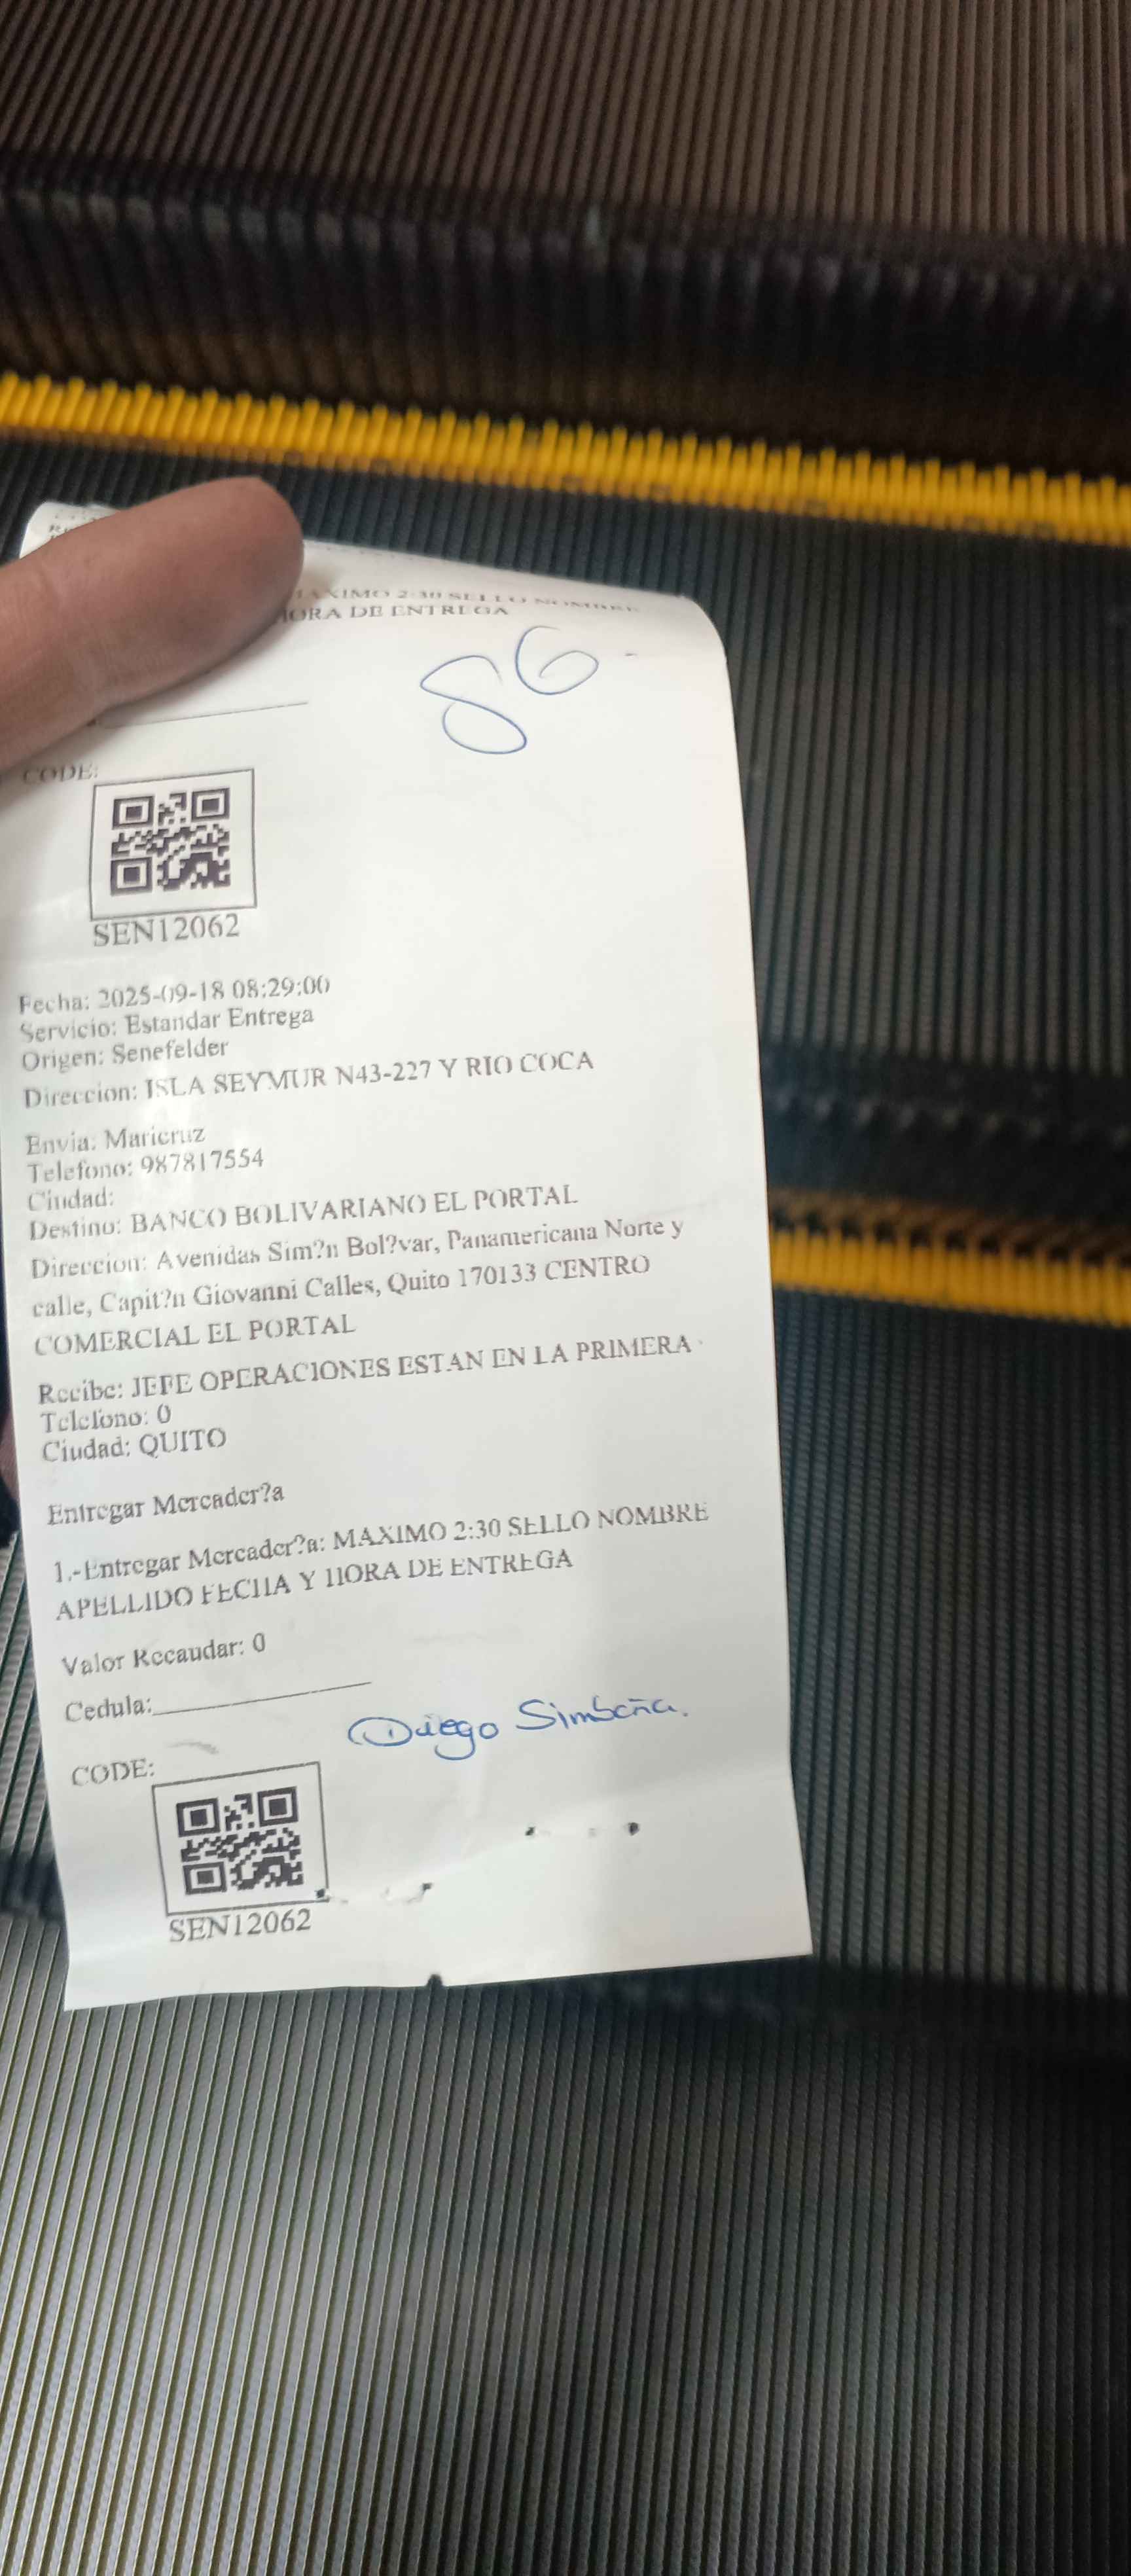 MAXIMO 2:30 SELLO NOMBRE
HORA DE ENTREGA
86
CODE:
SEN12062
Fecha: 2025-09-18 08:29:00
Servicio: Estandar Entrega
Origen: Senefelder
Direccion: ISLA SEYMUR N43-227 Y RIO COCA
Envia: Maricruz
Telefono: 987817554
Ciudad:
Destino: BANCO BOLIVARIANO EL PORTAL
Direccion: Avenidas Sim?n Bol?var, Panamericana Norte y
calle, Capit?n Giovanni Calles, Quito 170133 CENTRO
COMERCIAL EL PORTAL
Recibe: JEFE OPERACIONES ESTAN EN LA PRIMERA
Telefono: 0
Ciudad: QUITO
Entregar Mercader?a
1.-Entregar Mercader?a: MAXIMO 2:30 SELLO NOMBRE
APELLIDO FECHA Y HORA DE ENTREGA
Valor Recaudar: 0
Cedula:
Diego Simbaña.
CODE:
SEN12062